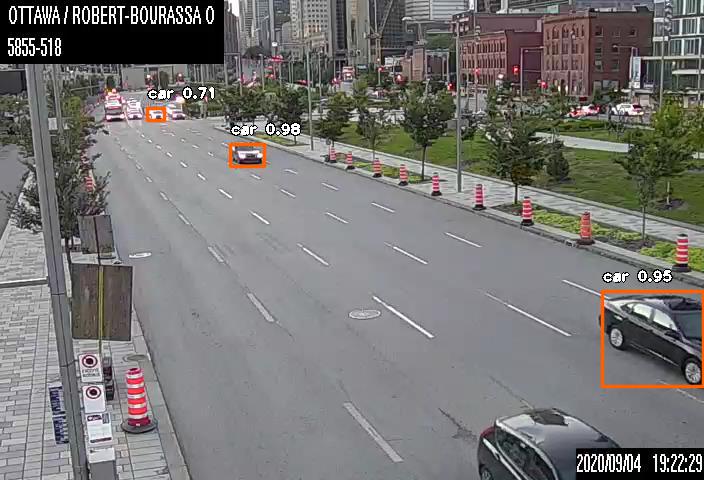 OTTAWA / ROBERT-BOURASSA O
5855-518
car 0.71
car 0.98
car 0.95
2020/09/04 19:22:29